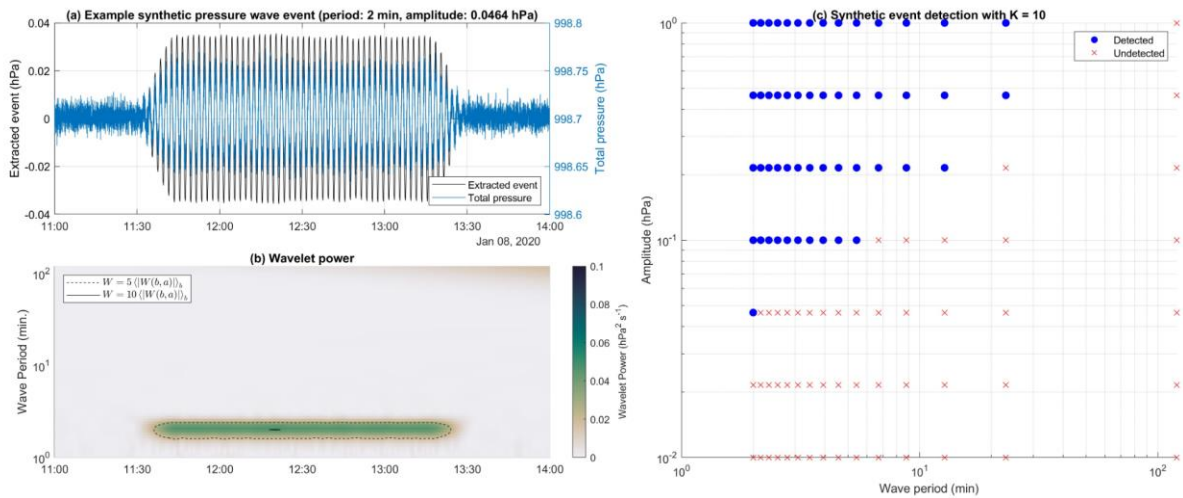 (a) Example synthetic pressure wave event (period: 2 min, amplitude: 0.0464 hPa)
0.04
0.02
0
-0.02
-0.04
Extracted event (hPa)
998.8
998.75
998.7
998.65
998.6
Total pressure (hPa)
Extracted event
Total pressure
11:00 11:30 12:00 12:30 13:00 13:30 14:00
Jan 08, 2020
(b) Wavelet power
W = 5 ⟨|W(b,a)|⟩b
W = 10 ⟨|W(b,a)|⟩b
10²
10¹
10⁰
Wave Period (min.)
11:00 11:30 12:00 12:30 13:00 13:30 14:00
0.1
0.08
0.06
0.04
0.02
0
Wavelet Power (hPa² s⁻¹)
(c) Synthetic event detection with K = 10
Detected
Undetected
10⁰
10⁻¹
10⁻²
Amplitude (hPa)
10⁰ 10¹ 10²
Wave period (min)